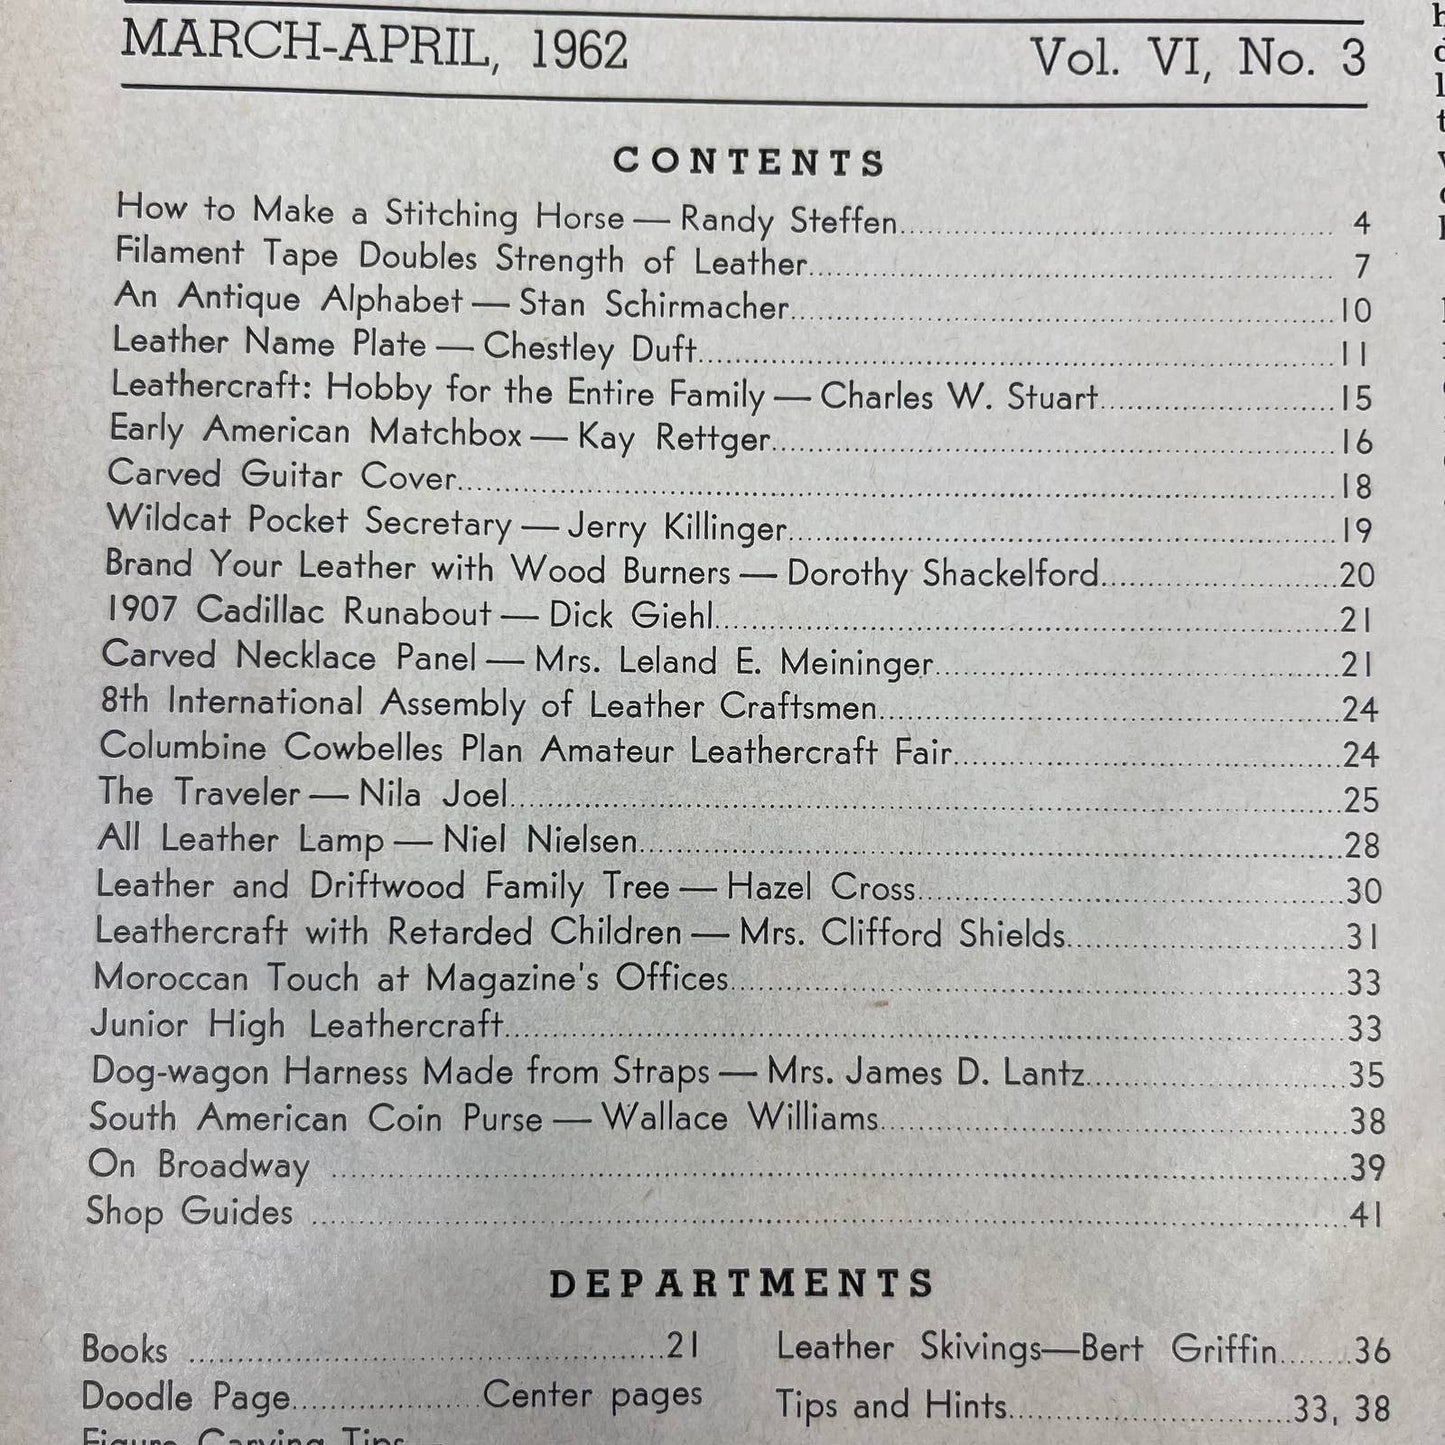 MARCH-APRIL, 1962 Vol. VI, No. 3
CONTENTS
How to Make a Stitching Horse — Randy Steffen 4
Filament Tape Doubles Strength of Leather 7
An Antique Alphabet — Stan Schirmacher 10
Leather Name Plate — Chestley Duft 11
Leathercraft: Hobby for the Entire Family — Charles W. Stuart 15
Early American Matchbox — Kay Rettger 16
Carved Guitar Cover 18
Wildcat Pocket Secretary — Jerry Killinger 19
Brand Your Leather with Wood Burners — Dorothy Shackelford 20
1907 Cadillac Runabout — Dick Giehl 21
Carved Necklace Panel — Mrs. Leland E. Meininger 21
8th International Assembly of Leather Craftsmen 24
Columbine Cowbelles Plan Amateur Leathercraft Fair 24
The Traveler — Nila Joel 25
All Leather Lamp — Niel Nielsen 28
Leather and Driftwood Family Tree — Hazel Cross 30
Leathercraft with Retarded Children — Mrs. Clifford Shields 31
Moroccan Touch at Magazine's Offices 33
Junior High Leathercraft 33
Dog-wagon Harness Made from Straps — Mrs. James D. Lantz 35
South American Coin Purse — Wallace Williams 38
On Broadway 39
Shop Guides 41
DEPARTMENTS
Books 21
Doodle Page Center pages
Figure Carving Tips
Leather Skivings—Bert Griffin 36
Tips and Hints 33, 38